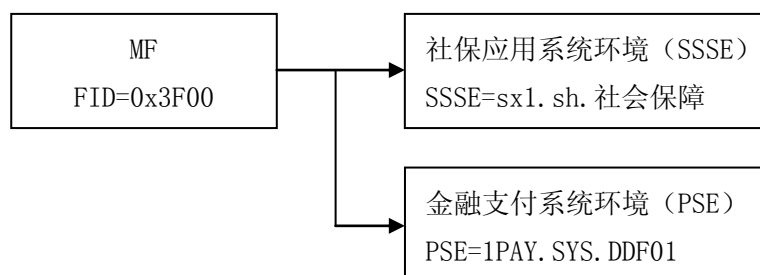 MF
FID=0x3F00
社保应用系统环境（SSSE）
SSSE=sx1.sh.社会保障
金融支付系统环境（PSE）
PSE=1PAY.SYS.DDF01